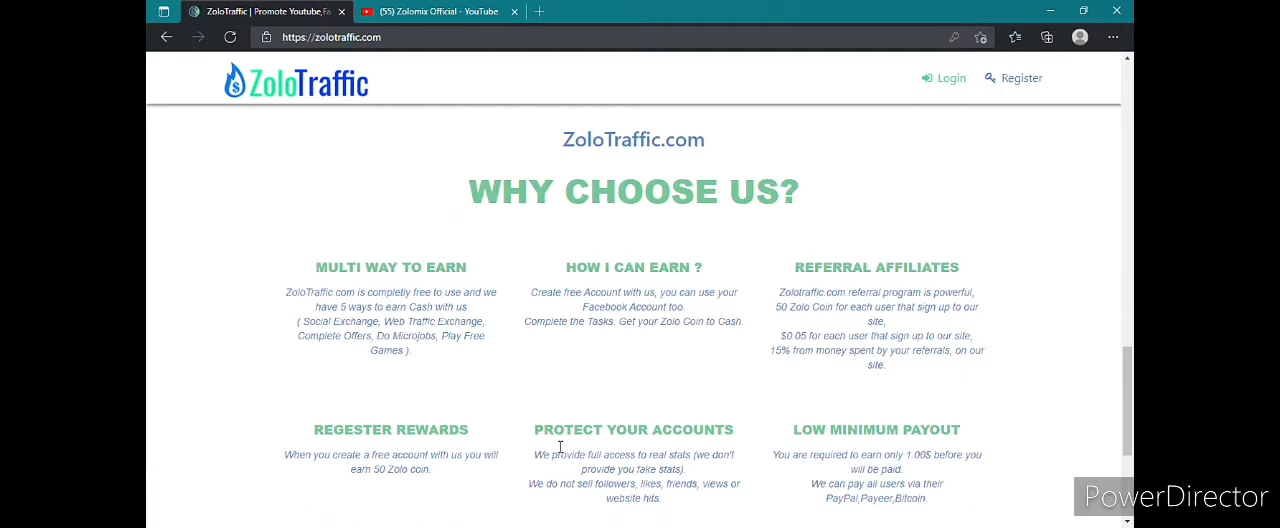 ZoloTraffic | Promote Youtube,Fa
(55) Zolomix Official - YouTube
https://zolotraffic.com
ZoloTraffic
Login
Register
ZoloTraffic.com
WHY CHOOSE US?
MULTI WAY TO EARN
ZoloTraffic.com is completly free to use and we
have 5 ways to earn Cash with us
( Social Exchange, Web Traffic Exchange,
Complete Offers, Do Microjobs, Play Free
Games ).
HOW I CAN EARN ?
Create free Account with us, you can use your
Facebook Account too.
Complete the Tasks. Get your Zolo Coin to Cash.
REFERRAL AFFILIATES
Zolotraffic.com referral program is powerful,
50 Zolo Coin for each user that sign up to our
site,
$0.05 for each user that sign up to our site,
15% from money spent by your referrals, on our
site.
REGESTER REWARDS
When you create a free account with us you will
earn 50 Zolo coin.
PROTECT YOUR ACCOUNTS
We provide full access to real stats (we don't
provide you fake stats).
We do not sell followers, likes, friends, views or
website hits.
LOW MINIMUM PAYOUT
You are required to earn only 1.00$ before you
will be paid.
We can pay all users via their
PayPal,Payeer,Bitcoin.
PowerDirector